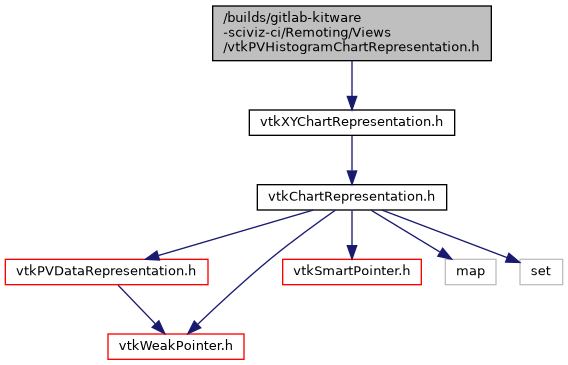 /builds/gitlab-kitware
-sciviz-ci/Remoting/Views
/vtkPVHistogramChartRepresentation.h
vtkXYChartRepresentation.h
vtkChartRepresentation.h
vtkPVDataRepresentation.h
vtkSmartPointer.h
map
set
vtkWeakPointer.h